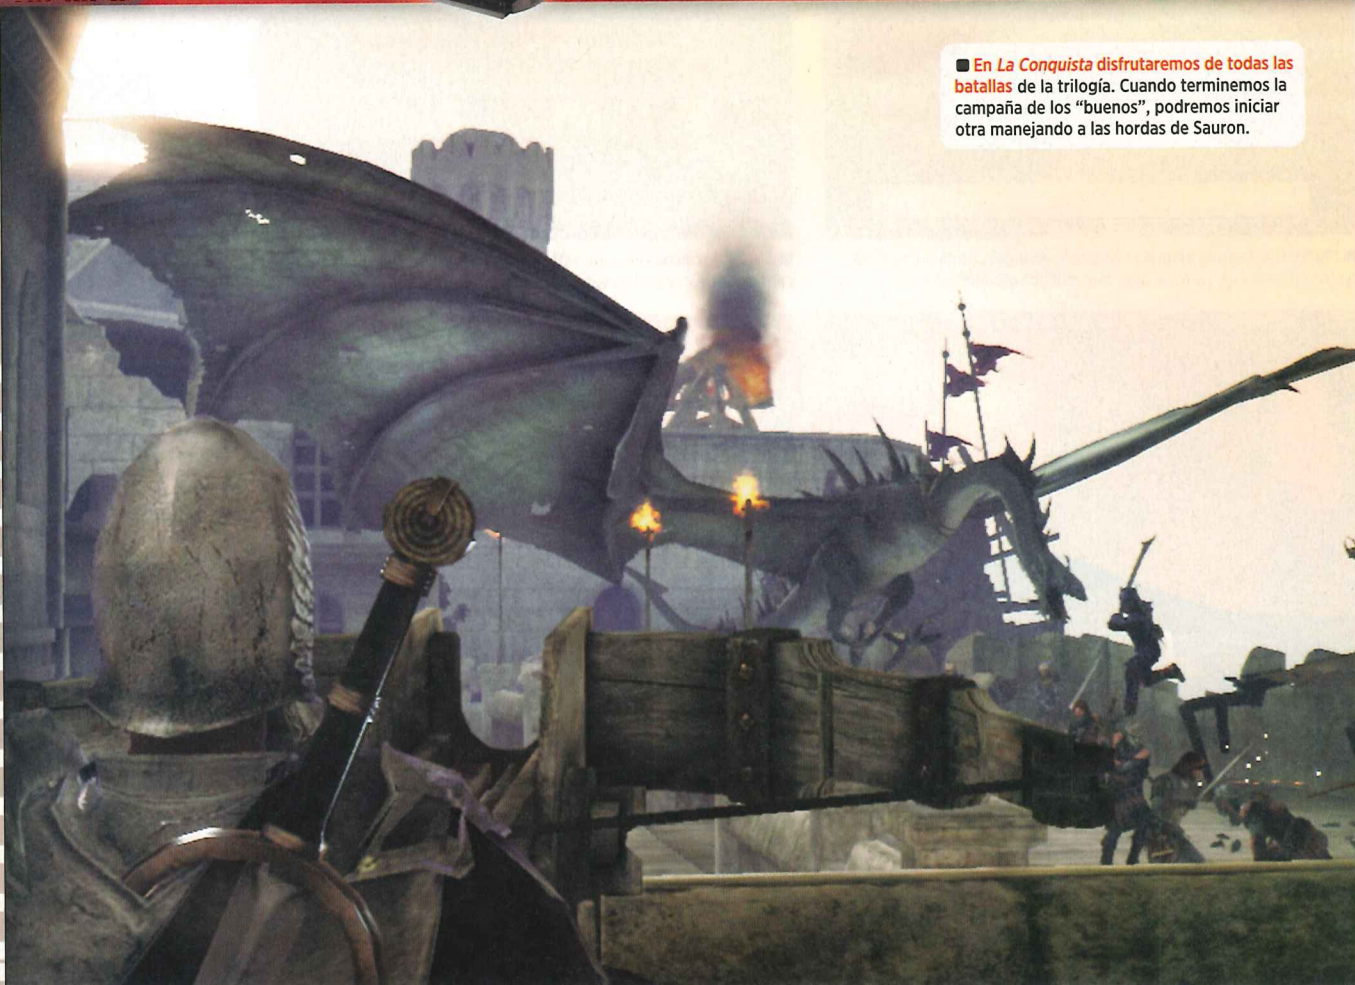 En La Conquista disfrutaremos de todas las
batallas de la trilogía. Cuando terminemos la
campaña de los “buenos”, podremos iniciar
otra manejando a las hordas de Sauron.